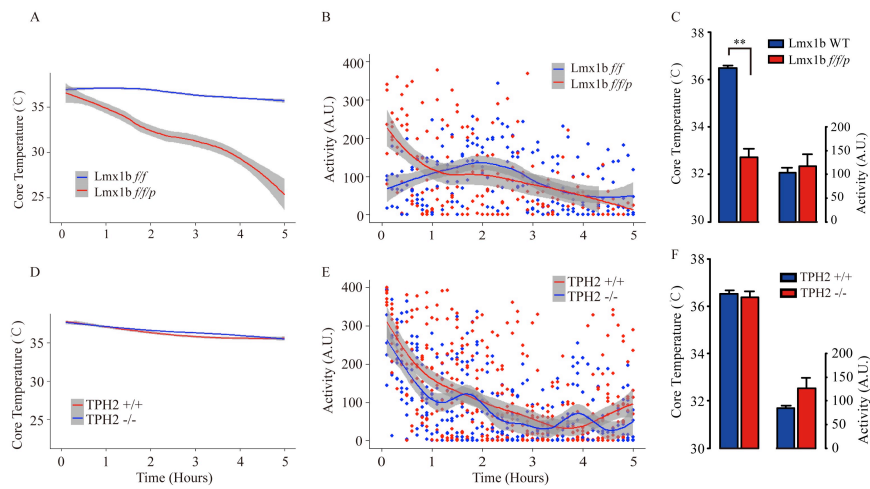 A
Core Temperature (℃)
35
30
25
Lmx1b f/f
Lmx1b f/f/p
0
1
2
3
4
5
B
Activity (A.U.)
400
300
200
100
0
Lmx1b f/f
Lmx1b f/f/p
0
1
2
3
4
5
C
Core Temperature (℃)
38
36
34
32
30
**
Lmx1b WT
Lmx1b f/f/p
200
150
100
50
0
Activity (A.U.)
D
Core Temperature (℃)
35
30
25
TPH2 +/+
TPH2 -/-
0
1
2
3
4
5
Time (Hours)
E
Activity (A.U.)
400
300
200
100
0
TPH2 +/+
TPH2 -/-
0
1
2
3
4
5
Time (Hours)
F
Core Temperature (℃)
38
36
34
32
30
TPH2 +/+
TPH2 -/-
200
150
100
50
0
Activity (A.U.)